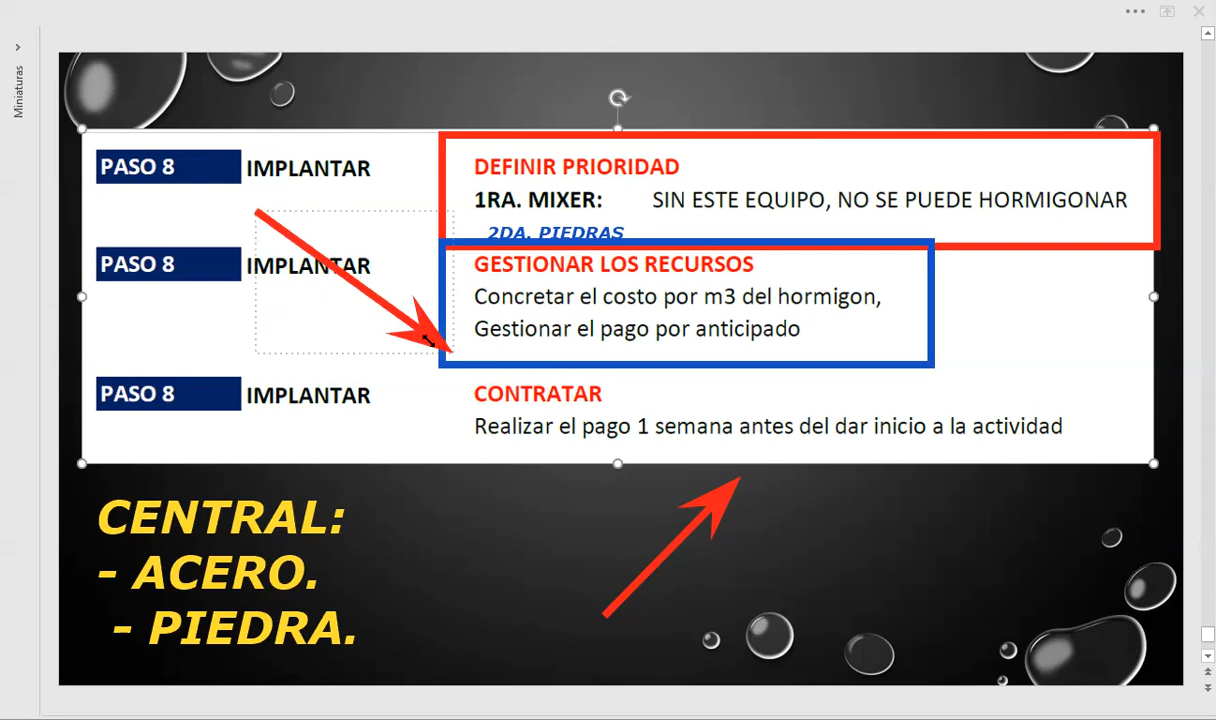 Miniaturas
PASO 8 IMPLANTAR DEFINIR PRIORIDAD
1RA. MIXER: SIN ESTE EQUIPO, NO SE PUEDE HORMIGONAR
2DA. PIEDRAS
PASO 8 IMPLANTAR GESTIONAR LOS RECURSOS
Concretar el costo por m3 del hormigon,
Gestionar el pago por anticipado
PASO 8 IMPLANTAR CONTRATAR
Realizar el pago 1 semana antes del dar inicio a la actividad
CENTRAL:
- ACERO.
- PIEDRA.